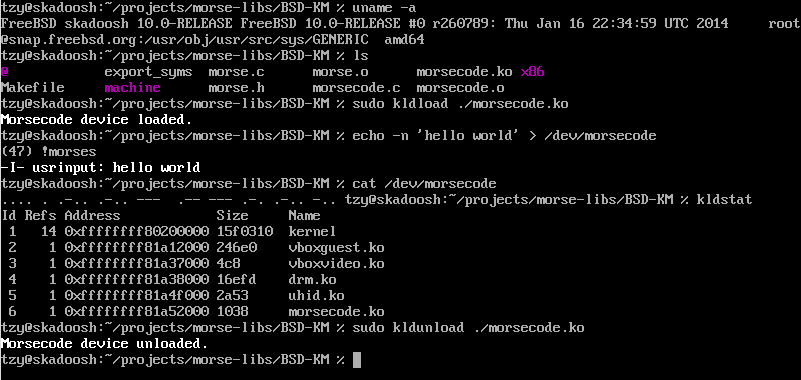 tzy@skadoosh:~/projects/morse-libs/BSD-KM % uname -a
FreeBSD skadoosh 10.0-RELEASE FreeBSD 10.0-RELEASE #0 r260789: Thu Jan 16 22:34:59 UTC 2014     root
@snap.freebsd.org:/usr/obj/usr/src/sys/GENERIC  amd64
tzy@skadoosh:~/projects/morse-libs/BSD-KM % ls
@            export_syms  morse.c      morse.o      morsecode.ko x86
Makefile     machine      morse.h      morsecode.c  morsecode.o
tzy@skadoosh:~/projects/morse-libs/BSD-KM % sudo kldload ./morsecode.ko
Morsecode device loaded.
tzy@skadoosh:~/projects/morse-libs/BSD-KM % echo -n 'hello world' > /dev/morsecode
(47) !morses
-I- usrinput: hello world
tzy@skadoosh:~/projects/morse-libs/BSD-KM % cat /dev/morsecode
.... . .-.. .-.. ---  .-- --- .-. .-.. -.. tzy@skadoosh:~/projects/morse-libs/BSD-KM % kldstat
Id Refs Address            Size     Name
 1   14 0xffffffff80200000 15f0310  kernel
 2    1 0xffffffff81a12000 246e0    vboxguest.ko
 3    1 0xffffffff81a37000 4c8      vboxvideo.ko
 4    1 0xffffffff81a38000 16efd    drm.ko
 5    1 0xffffffff81a4f000 2a53     uhid.ko
 6    1 0xffffffff81a52000 1038     morsecode.ko
tzy@skadoosh:~/projects/morse-libs/BSD-KM % sudo kldunload ./morsecode.ko
Morsecode device unloaded.
tzy@skadoosh:~/projects/morse-libs/BSD-KM %